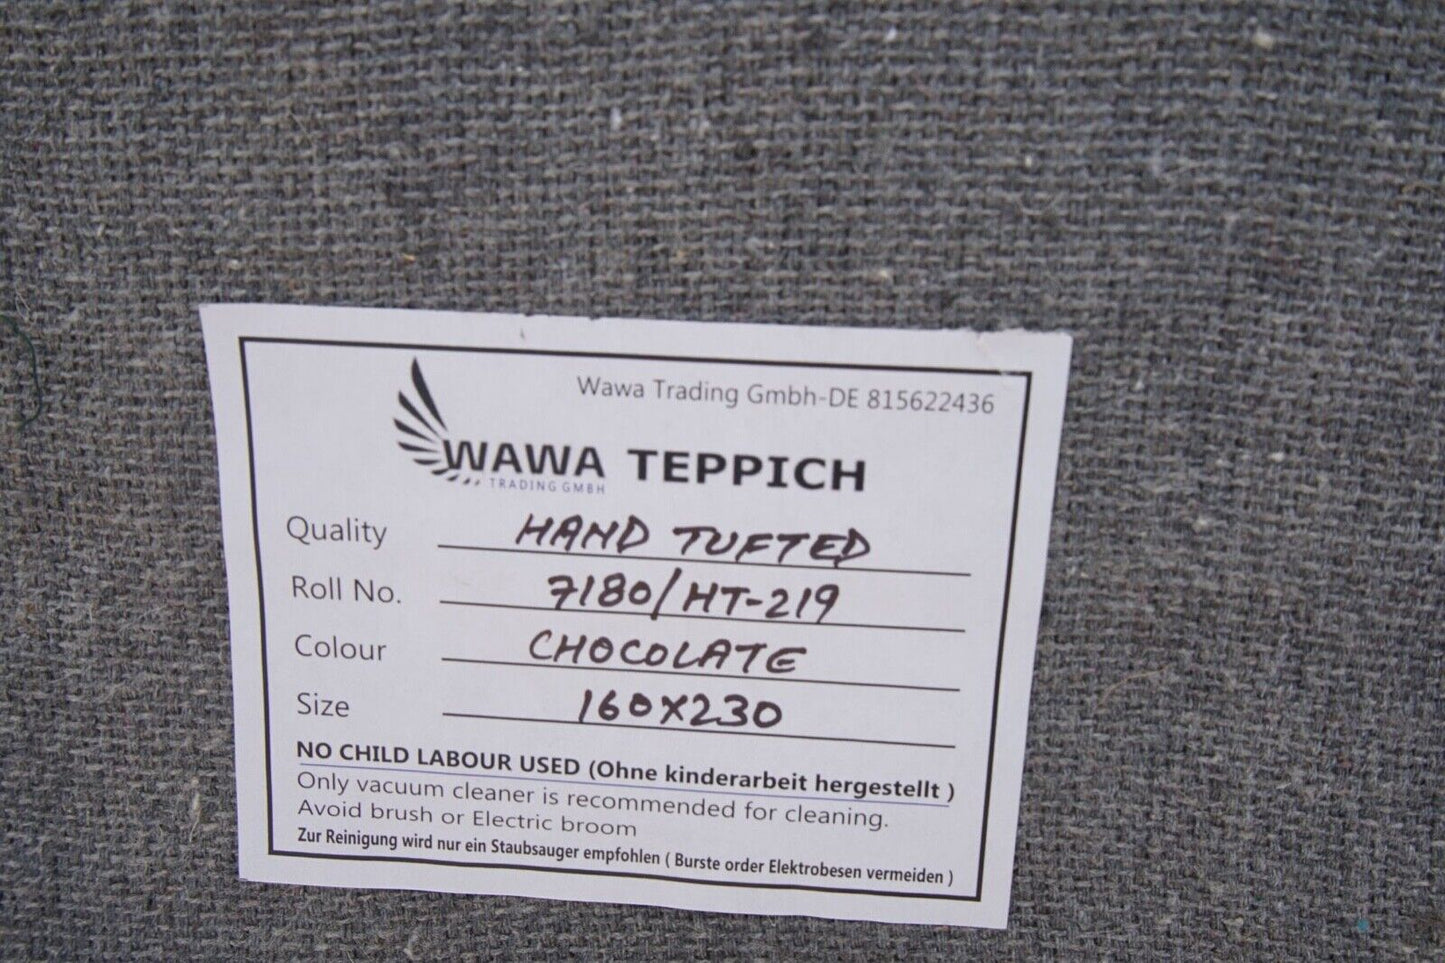 Wawa Trading Gmbh-DE 815622436
WAWA TEPPICH
TRADING GMBH
Quality HAND TUFTED
Roll No. 7180/HT-219
Colour CHOCOLATE
Size 160X230
NO CHILD LABOUR USED (Ohne kinderarbeit hergestellt )
Only vacuum cleaner is recommended for cleaning.
Avoid brush or Electric broom
Zur Reinigung wird nur ein Staubsauger empfohlen ( Burste order Elektrobesen vermeiden )